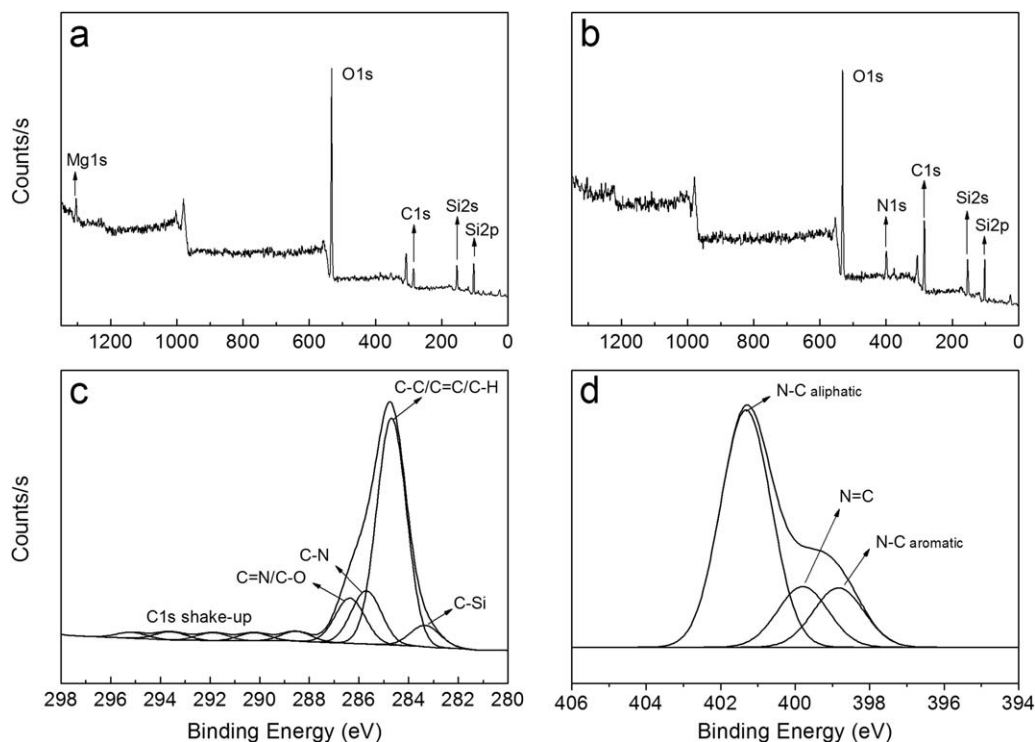 a
O1s
Mg1s
C1s
Si2s
Si2p
Counts/s
1200 1000 800 600 400 200 0
b
O1s
N1s
C1s
Si2s
Si2p
1200 1000 800 600 400 200 0
c
C-C/C=C/C-H
C-N
C=N/C-O
C-Si
C1s shake-up
Counts/s
298 296 294 292 290 288 286 284 282 280
Binding Energy (eV)
d
N-C aliphatic
N=C
N-C aromatic
406 404 402 400 398 396 394
Binding Energy (eV)